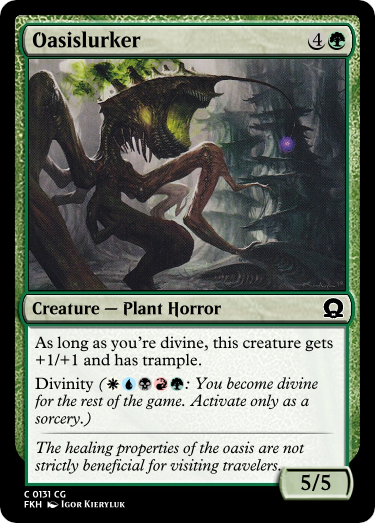 Oasislurker 4
Creature — Plant Horror
As long as you're divine, this creature gets
+1/+1 and has trample.
Divinity ( : You become divine
for the rest of the game. Activate only as
a sorcery.)
The healing properties of the oasis are not
strictly beneficial for visiting travelers.
5/5
C 0131 CG
FKH Igor Kieryluk